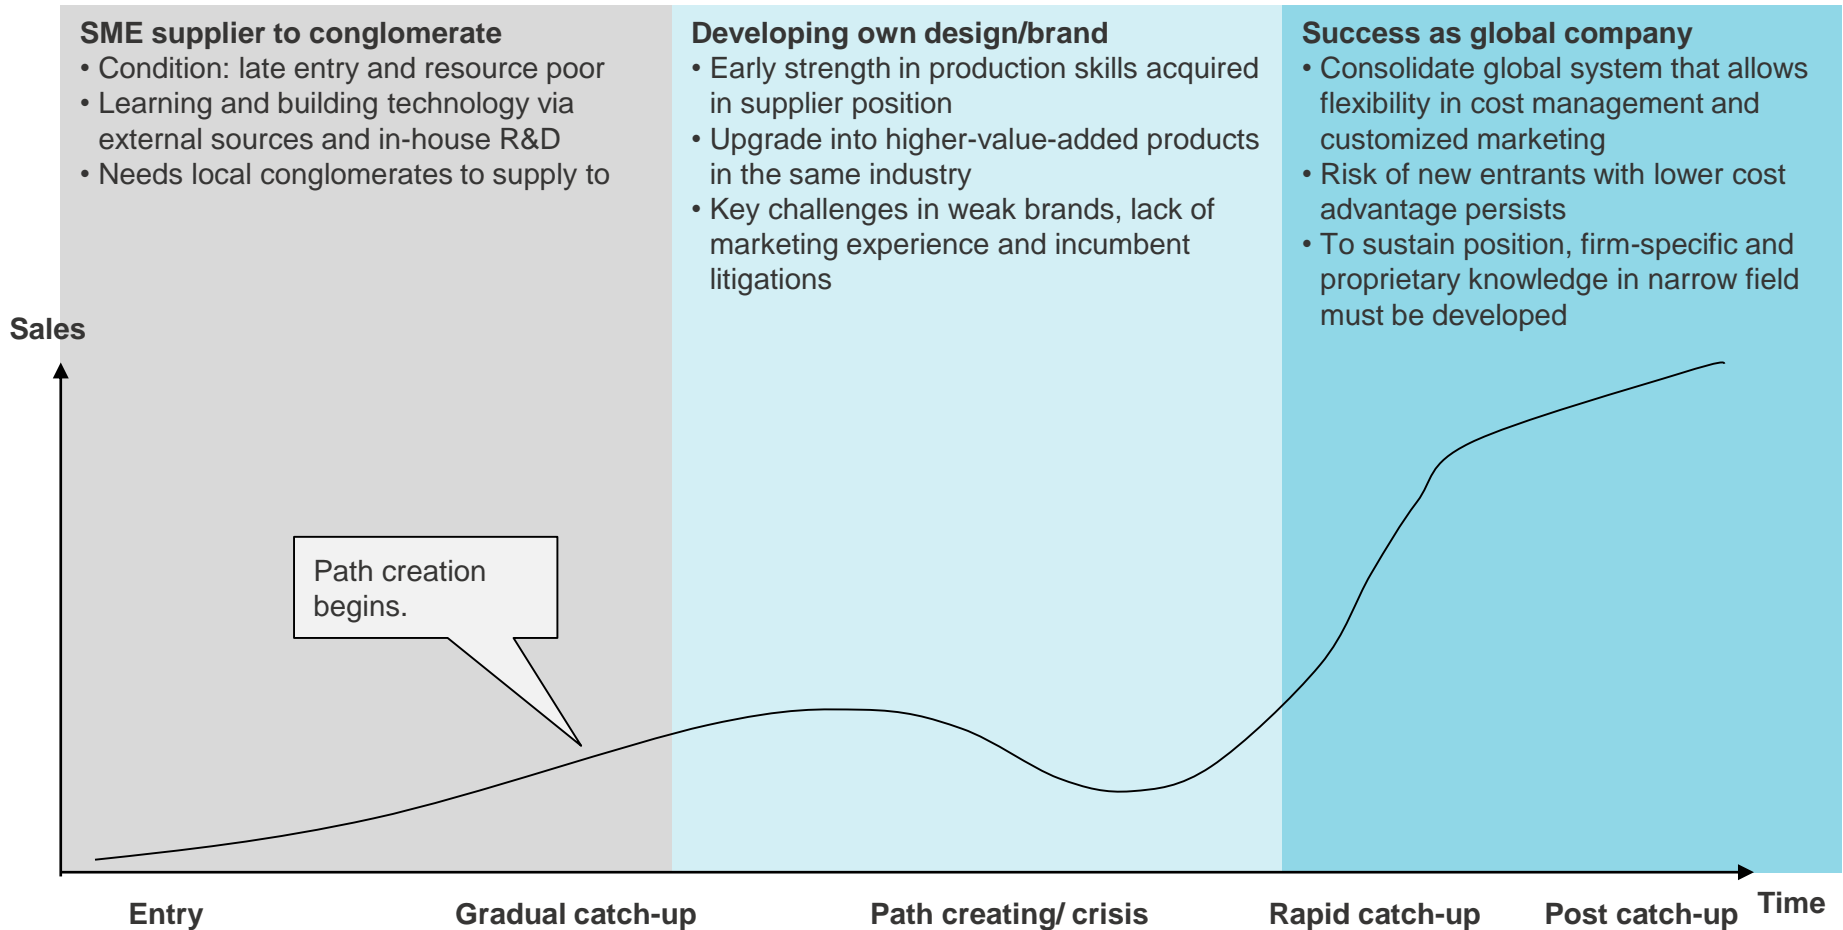 SME supplier to conglomerate
• Condition: late entry and resource poor
• Learning and building technology via
external sources and in-house R&D
• Needs local conglomerates to supply to
Developing own design/brand
• Early strength in production skills acquired
in supplier position
• Upgrade into higher-value-added products
in the same industry
• Key challenges in weak brands, lack of
marketing experience and incumbent
litigations
Success as global company
• Consolidate global system that allows
flexibility in cost management and
customized marketing
• Risk of new entrants with lower cost
advantage persists
• To sustain position, firm-specific and
proprietary knowledge in narrow field
must be developed
Sales
Path creation
begins.
Entry
Gradual catch-up
Path creating/ crisis
Rapid catch-up
Post catch-up
Time